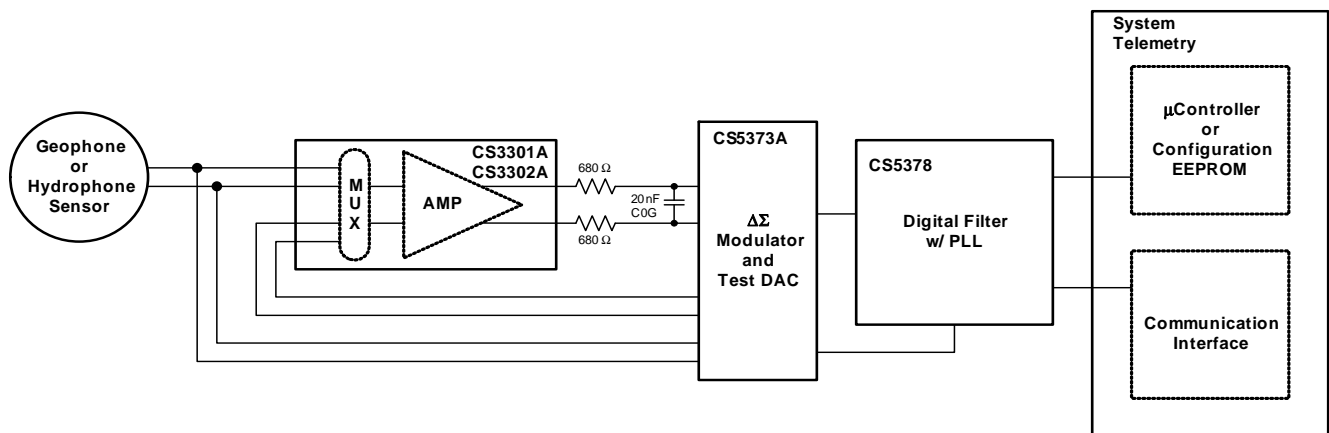 Geophone
or
Hydrophone
Sensor
M
U
X
AMP
CS3301A
CS3302A
680 Ω
20nF
C0G
680 Ω
CS5373A
ΔΣ
Modulator
and
Test DAC
CS5378
Digital Filter
w/ PLL
System
Telemetry
μController
or
Configuration
EEPROM
Communication
Interface